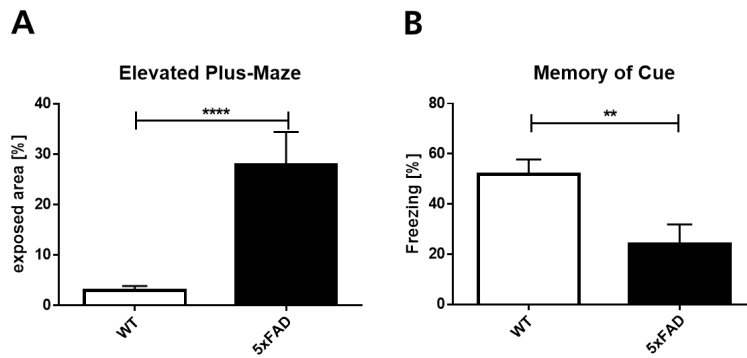 A
Elevated Plus-Maze
exposed area [%]
40
30
20
10
0
****
WT
5xFAD
B
Memory of Cue
Freezing [%]
80
60
40
20
0
**
WT
5xFAD